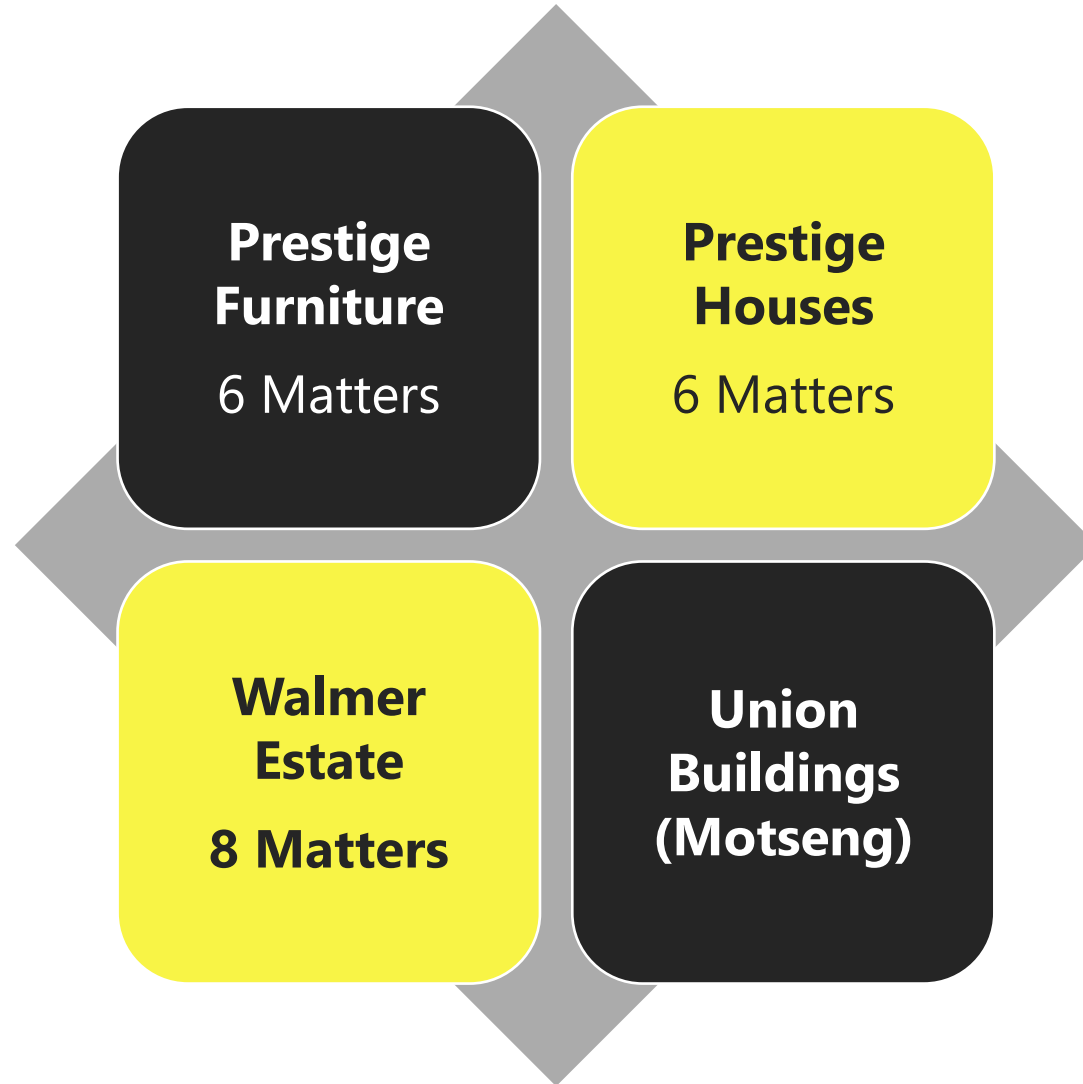 Prestige
Furniture
6 Matters
Prestige
Houses
6 Matters
Walmer
Estate
8 Matters
Union
Buildings
(Motseng)